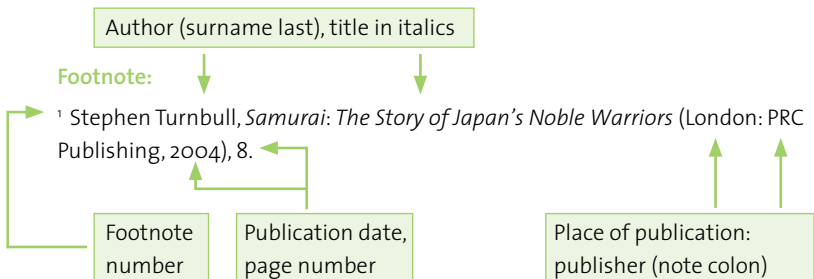 Author (surname last), title in italics
Footnote:
¹ Stephen Turnbull, Samurai: The Story of Japan's Noble Warriors (London: PRC
Publishing, 2004), 8.
Footnote
number
Publication date,
page number
Place of publication:
publisher (note colon)